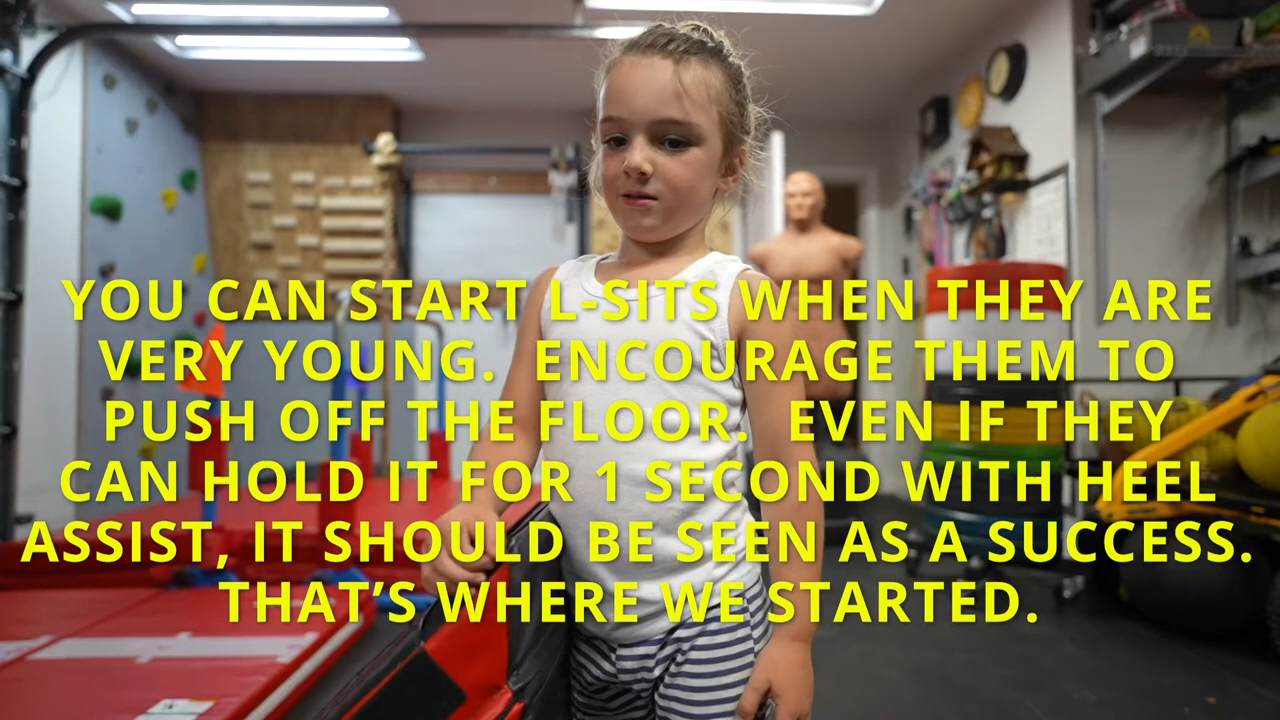 YOU CAN START L-SITS WHEN THEY ARE
VERY YOUNG.  ENCOURAGE THEM TO
PUSH OFF THE FLOOR.  EVEN IF THEY
CAN HOLD IT FOR 1 SECOND WITH HEEL
ASSIST, IT SHOULD BE SEEN AS A SUCCESS.
THAT’S WHERE WE STARTED.